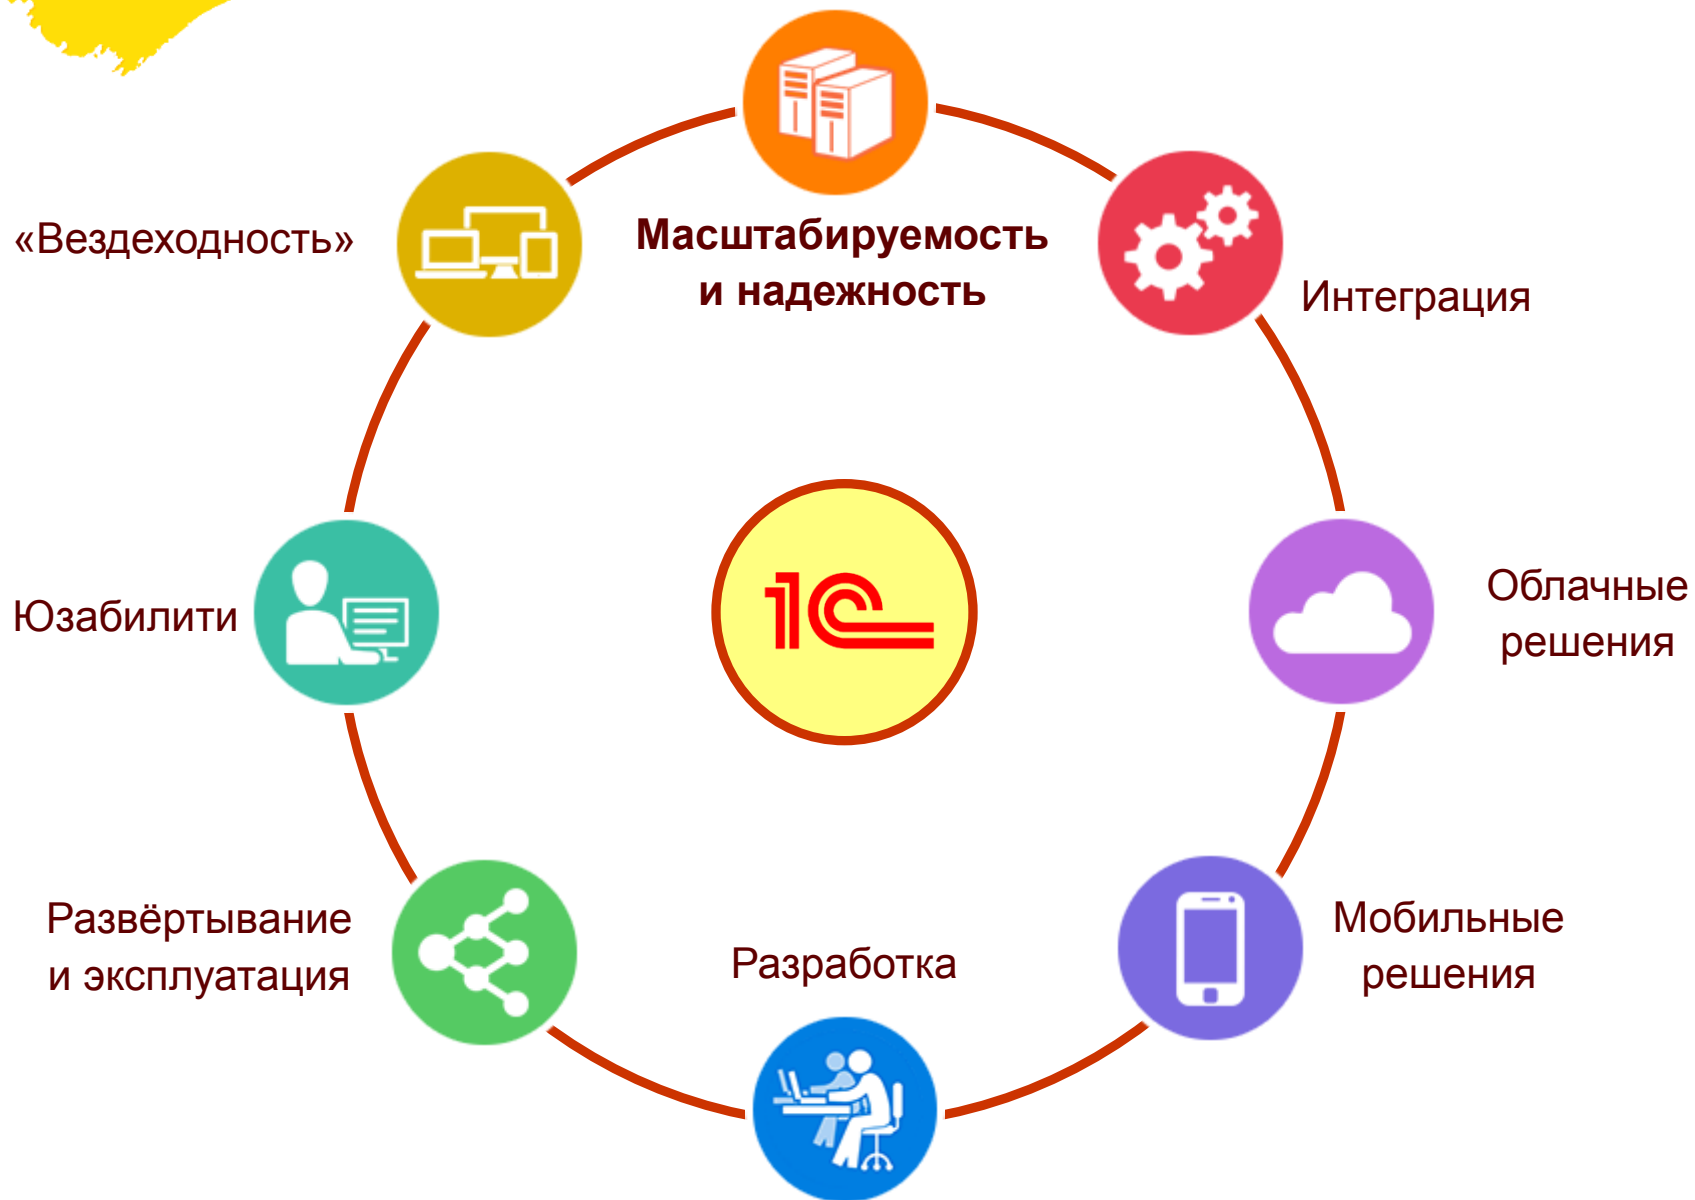 Масштабируемость
и надежность
«Вездеходность»
Интеграция
1С
Юзабилити
Облачные
решения
Развёртывание
и эксплуатация
Разработка
Мобильные
решения